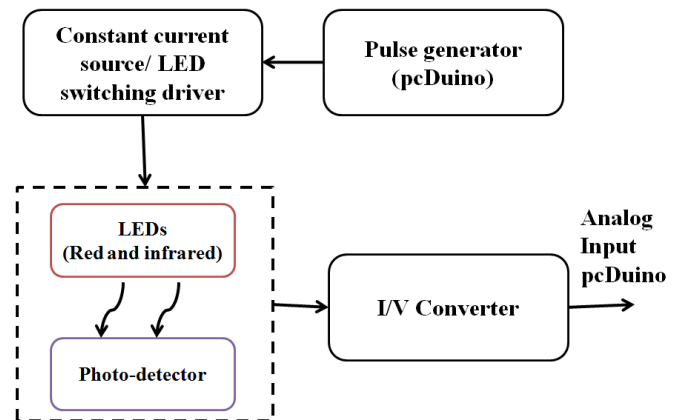 Constant current
source/ LED
switching driver
Pulse generator
(pcDuino)
LEDs
(Red and infrared)
Photo-detector
I/V Converter
Analog
Input
pcDuino